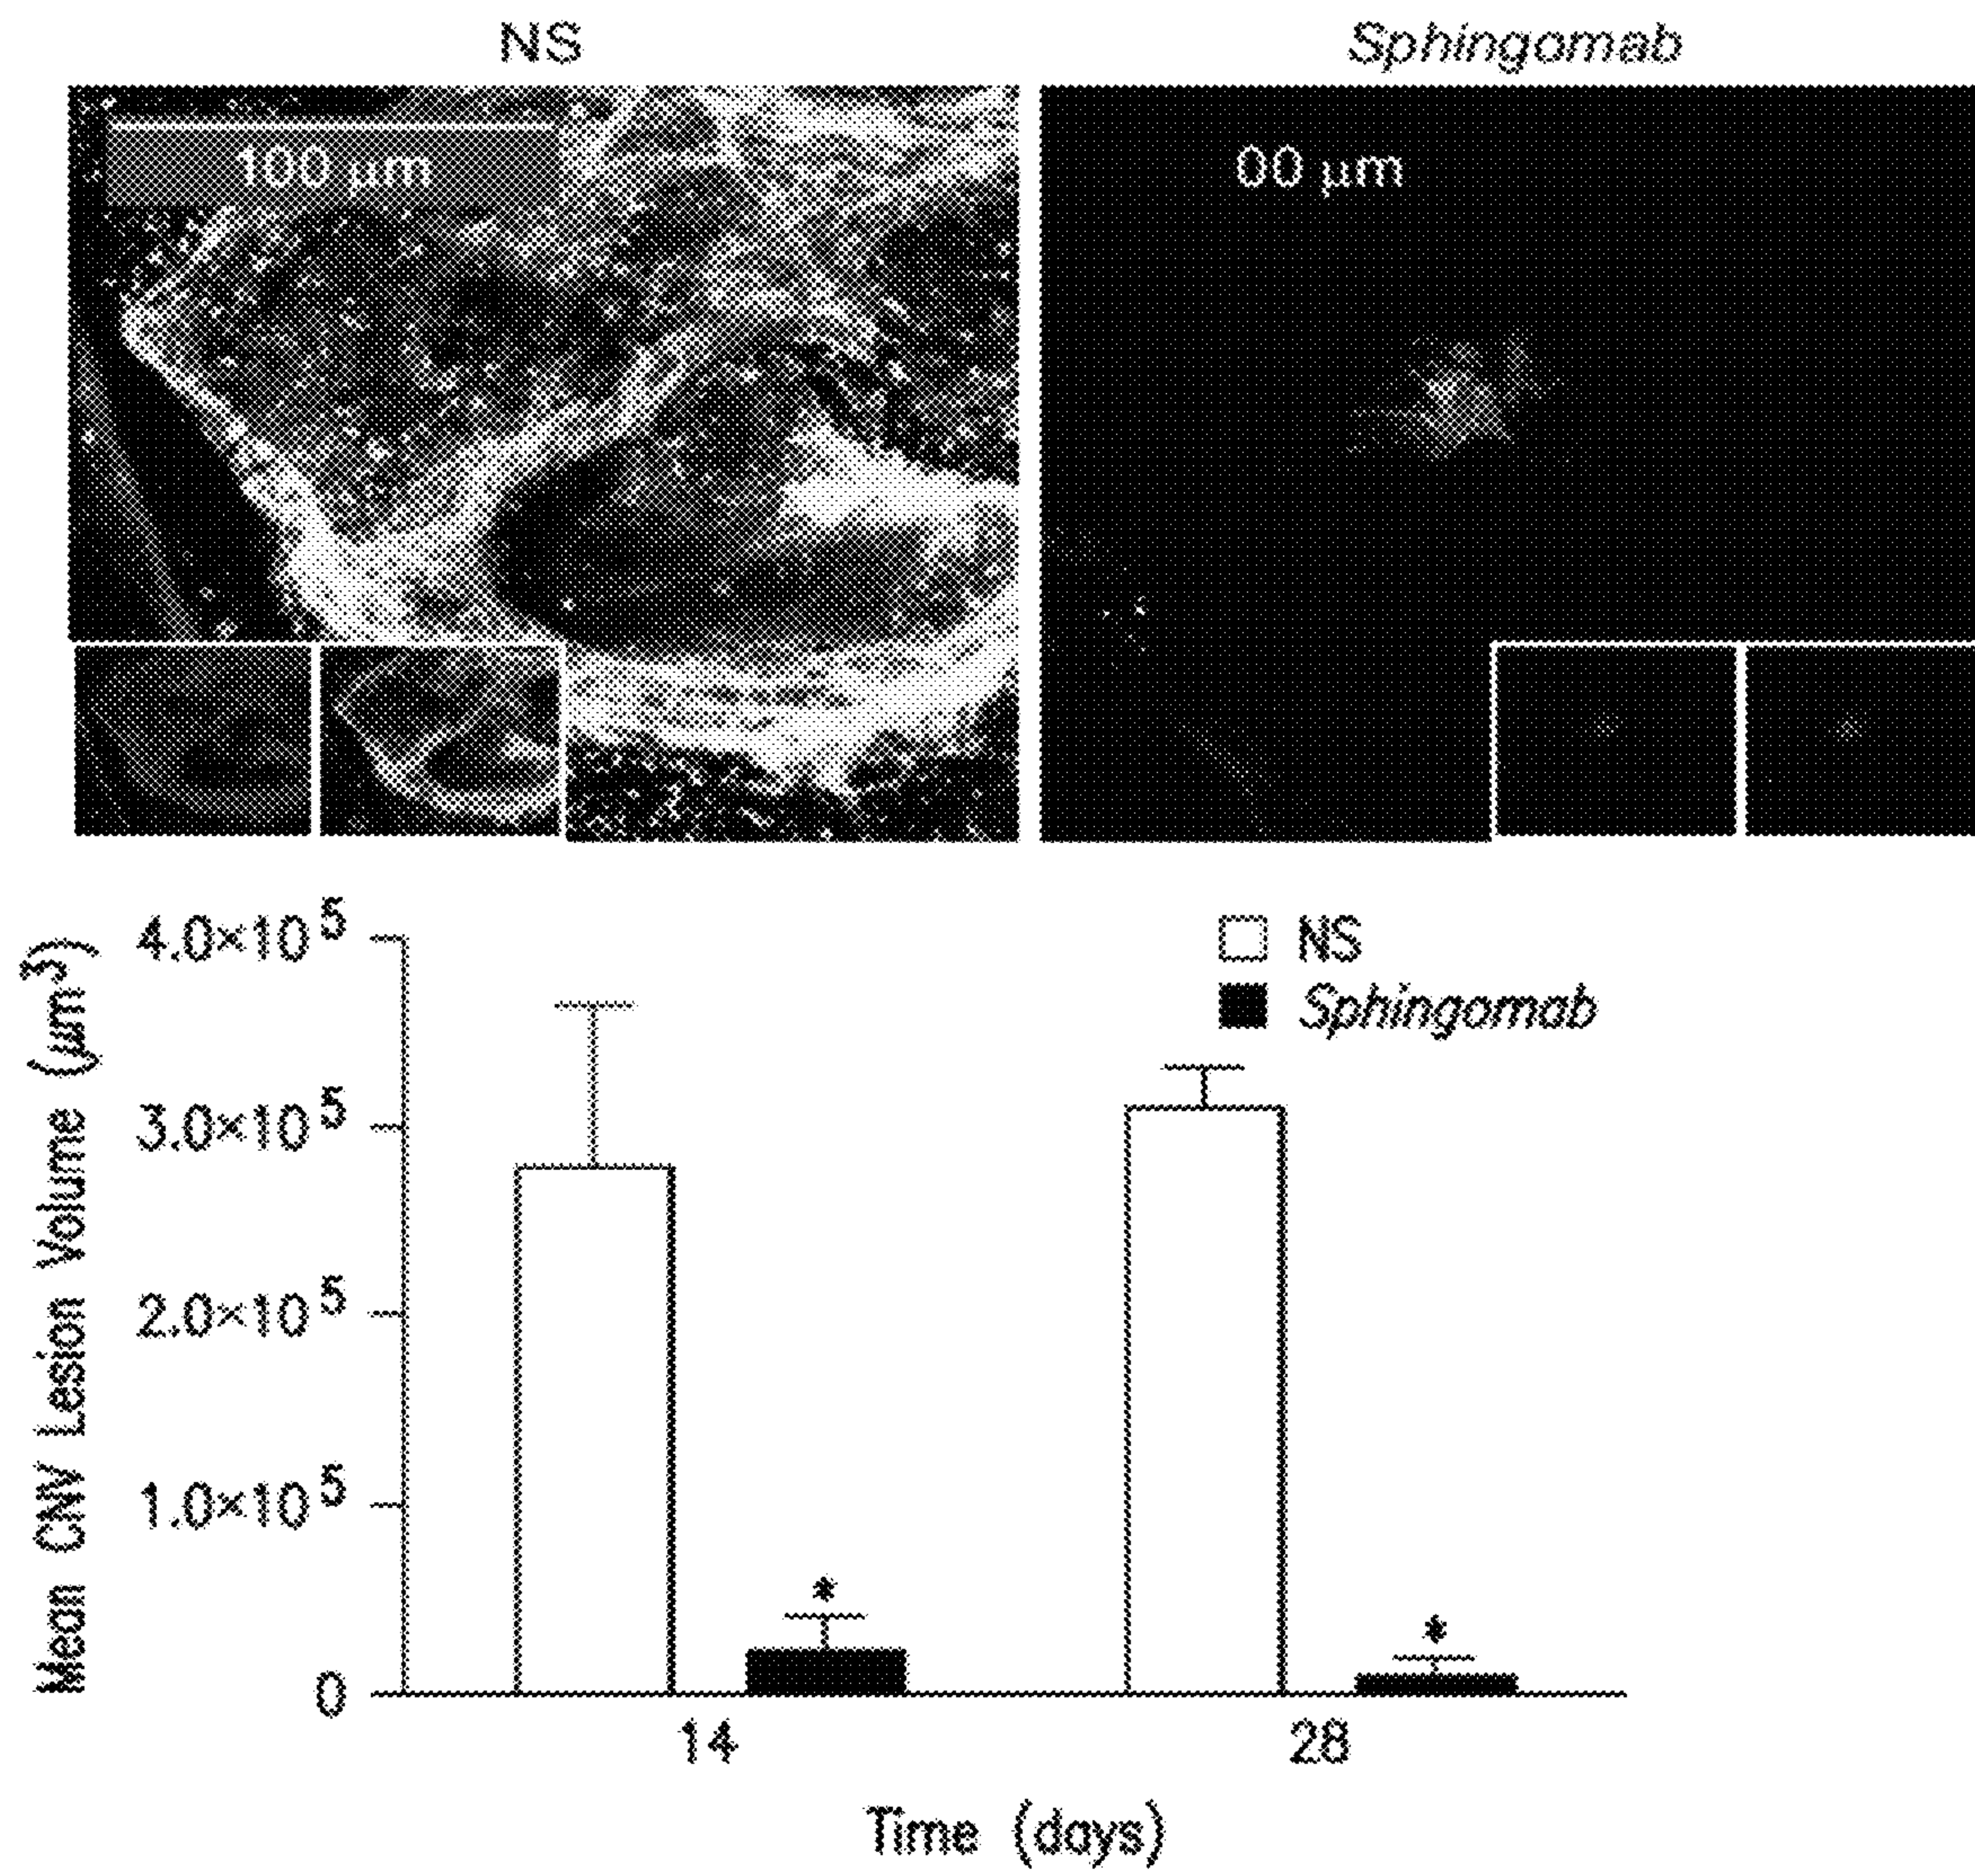 NS
Sphingomab
100 µm
00 µm
Mean CNV Lesion Volume (µm³)
4.0×10⁵
3.0×10⁵
2.0×10⁵
1.0×10⁵
0
NS
Sphingomab
*
*
14
28
Time (days)